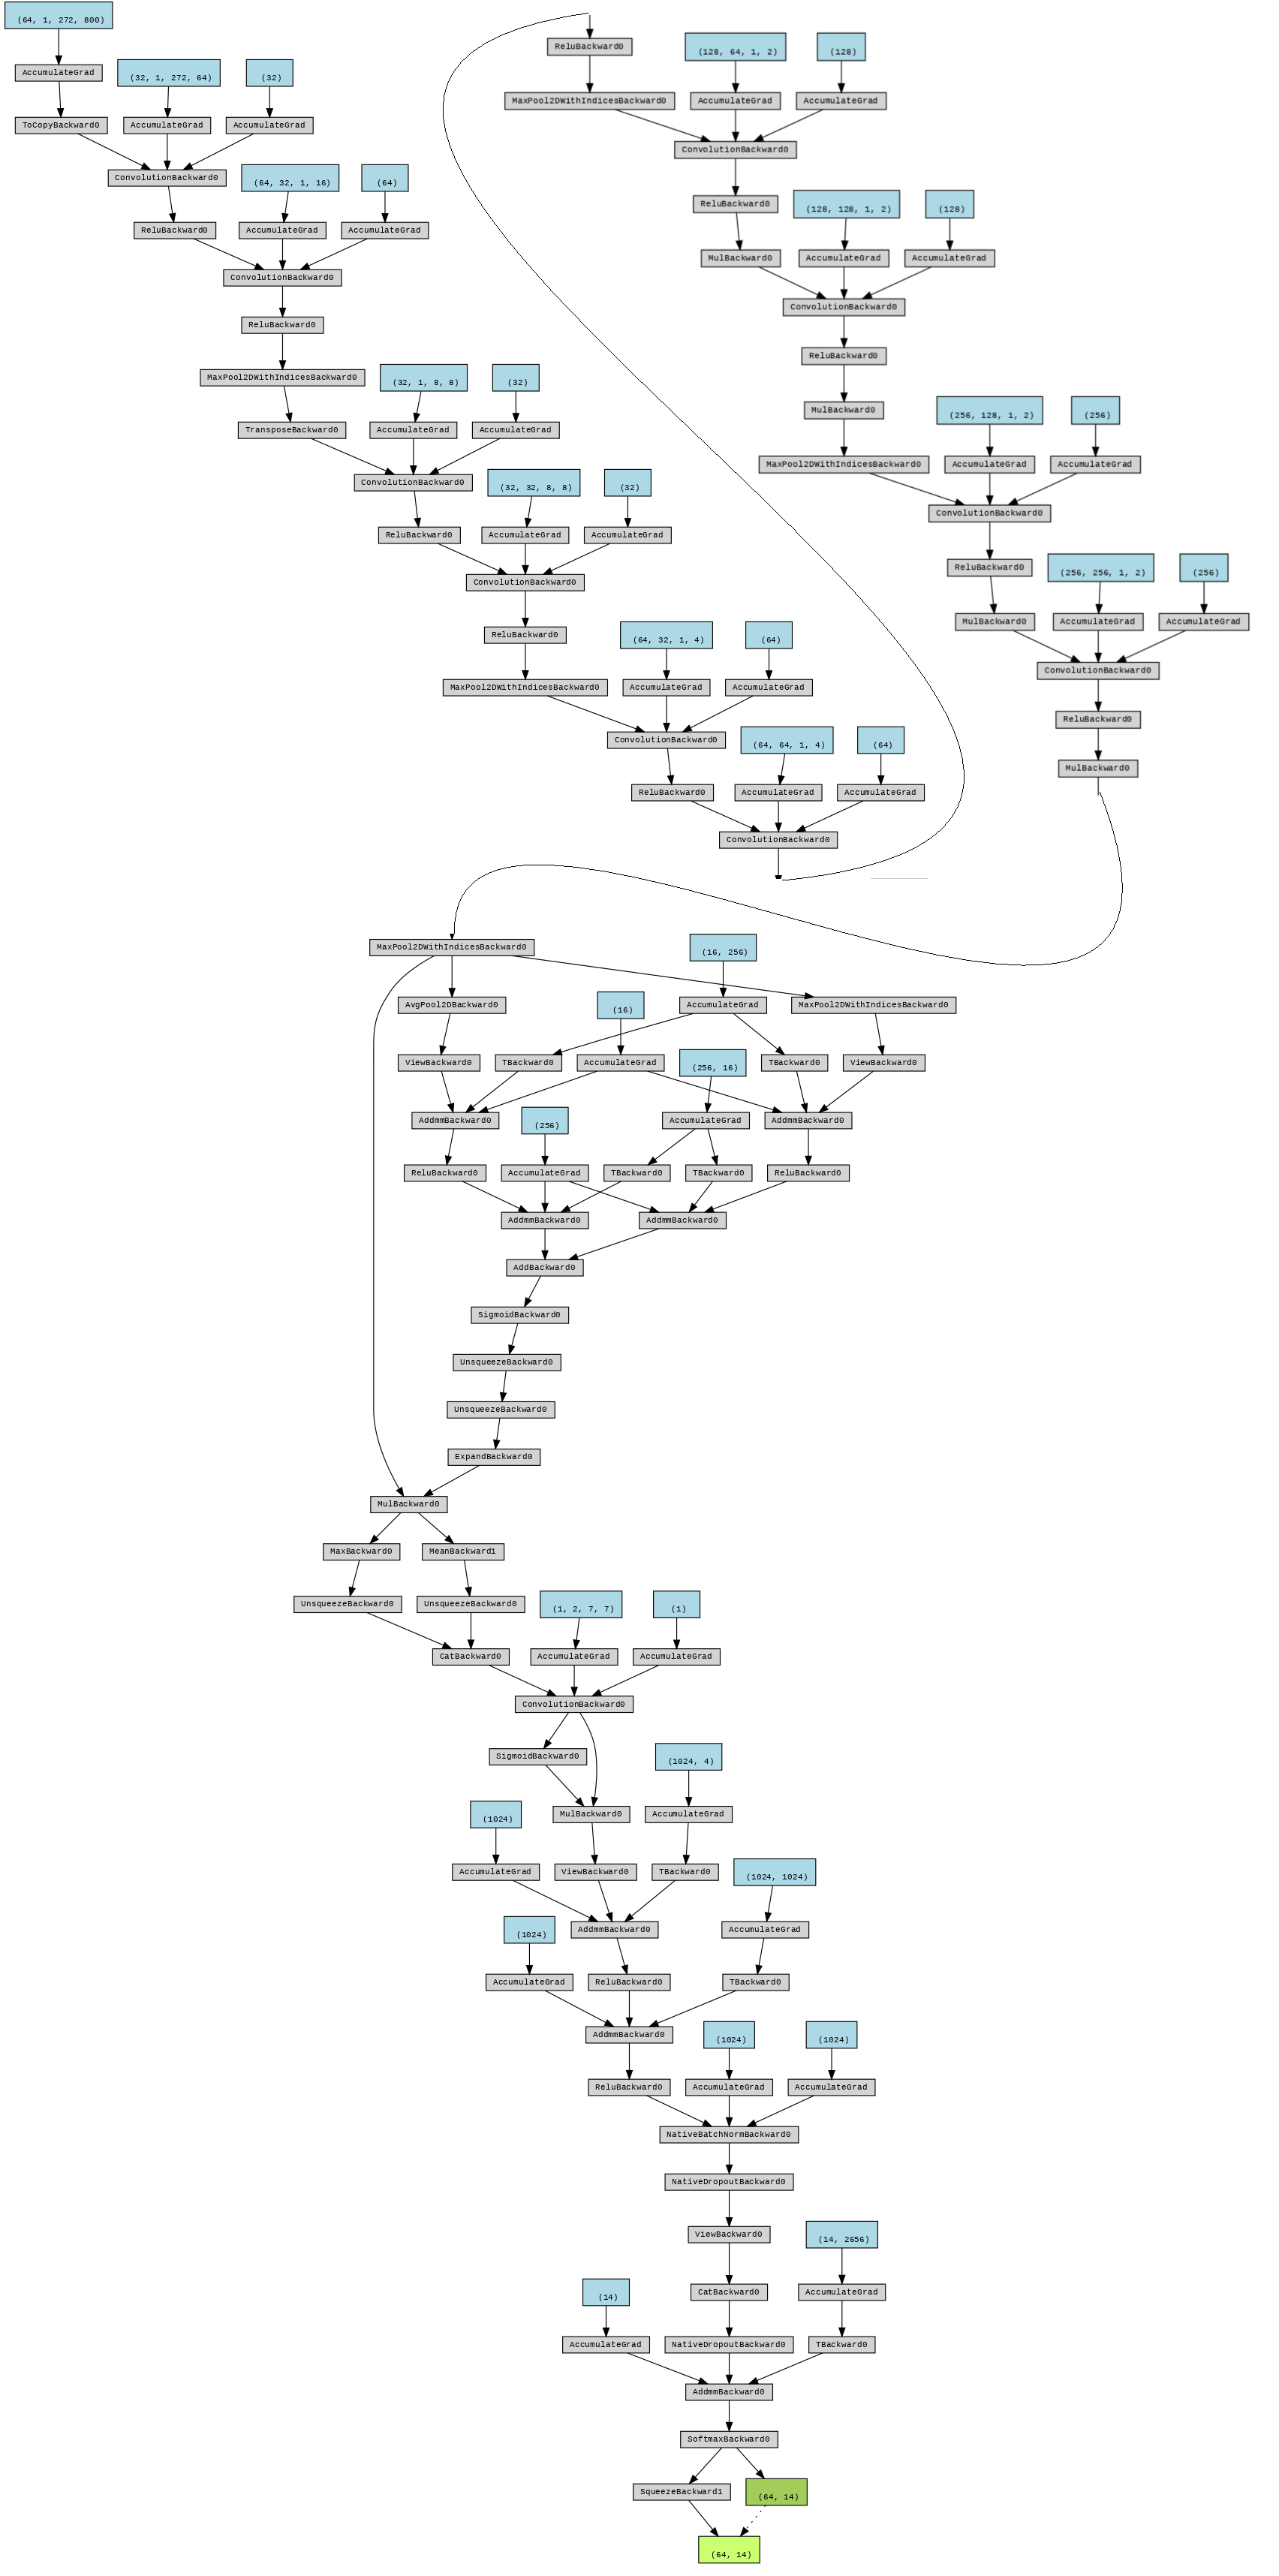 (64, 1, 272, 800)
AccumulateGrad
(32, 1, 272, 64)
(32)
ToCopyBackward0
AccumulateGrad
AccumulateGrad
ConvolutionBackward0
(64, 32, 1, 16)
(64)
ReluBackward0
AccumulateGrad
AccumulateGrad
ConvolutionBackward0
ReluBackward0
MaxPool2DWithIndicesBackward0
(32, 1, 8, 8)
(32)
TransposeBackward0
AccumulateGrad
AccumulateGrad
ConvolutionBackward0
(32, 32, 8, 8)
(32)
ReluBackward0
AccumulateGrad
AccumulateGrad
ConvolutionBackward0
ReluBackward0
(64, 32, 1, 4)
(64)
MaxPool2DWithIndicesBackward0
AccumulateGrad
AccumulateGrad
ConvolutionBackward0
(64, 64, 1, 4)
(64)
ReluBackward0
AccumulateGrad
AccumulateGrad
ConvolutionBackward0
ReluBackward0
(128, 64, 1, 2)
(128)
MaxPool2DWithIndicesBackward0
AccumulateGrad
AccumulateGrad
ConvolutionBackward0
ReluBackward0
(128, 128, 1, 2)
(128)
MulBackward0
AccumulateGrad
AccumulateGrad
ConvolutionBackward0
ReluBackward0
MulBackward0
(256, 128, 1, 2)
(256)
MaxPool2DWithIndicesBackward0
AccumulateGrad
AccumulateGrad
ConvolutionBackward0
ReluBackward0
(256, 256, 1, 2)
(256)
MulBackward0
AccumulateGrad
AccumulateGrad
ConvolutionBackward0
ReluBackward0
MulBackward0
MaxPool2DWithIndicesBackward0
(16, 256)
AvgPool2DBackward0
(16)
AccumulateGrad
MaxPool2DWithIndicesBackward0
ViewBackward0
TBackward0
AccumulateGrad
(256, 16)
TBackward0
ViewBackward0
AddmmBackward0
(256)
AccumulateGrad
AddmmBackward0
ReluBackward0
AccumulateGrad
TBackward0
TBackward0
ReluBackward0
AddmmBackward0
AddmmBackward0
AddBackward0
SigmoidBackward0
UnsqueezeBackward0
UnsqueezeBackward0
ExpandBackward0
MulBackward0
MaxBackward0
MeanBackward1
UnsqueezeBackward0
UnsqueezeBackward0
(1, 2, 7, 7)
(1)
CatBackward0
AccumulateGrad
AccumulateGrad
ConvolutionBackward0
SigmoidBackward0
(1024, 4)
(1024)
MulBackward0
AccumulateGrad
AccumulateGrad
ViewBackward0
TBackward0
(1024, 1024)
(1024)
AddmmBackward0
AccumulateGrad
AccumulateGrad
ReluBackward0
TBackward0
AddmmBackward0
(1024)
(1024)
ReluBackward0
AccumulateGrad
AccumulateGrad
NativeBatchNormBackward0
NativeDropoutBackward0
ViewBackward0
(14, 2656)
(14)
CatBackward0
AccumulateGrad
AccumulateGrad
NativeDropoutBackward0
TBackward0
AddmmBackward0
SoftmaxBackward0
SqueezeBackward1
(64, 14)
(64, 14)